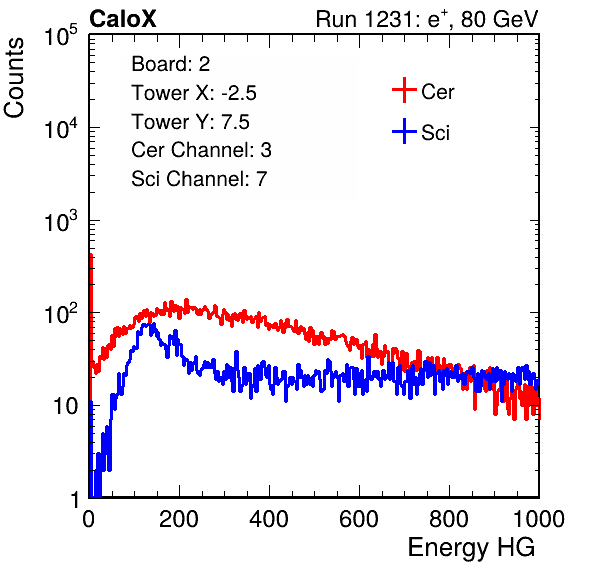 CaloX Run 1231: e+, 80 GeV
Board: 2
Tower X: -2.5
Tower Y: 7.5
Cer Channel: 3
Sci Channel: 7
Cer
Sci
Counts
10^5
10^4
10^3
10^2
10
1
0 200 400 600 800 1000
Energy HG